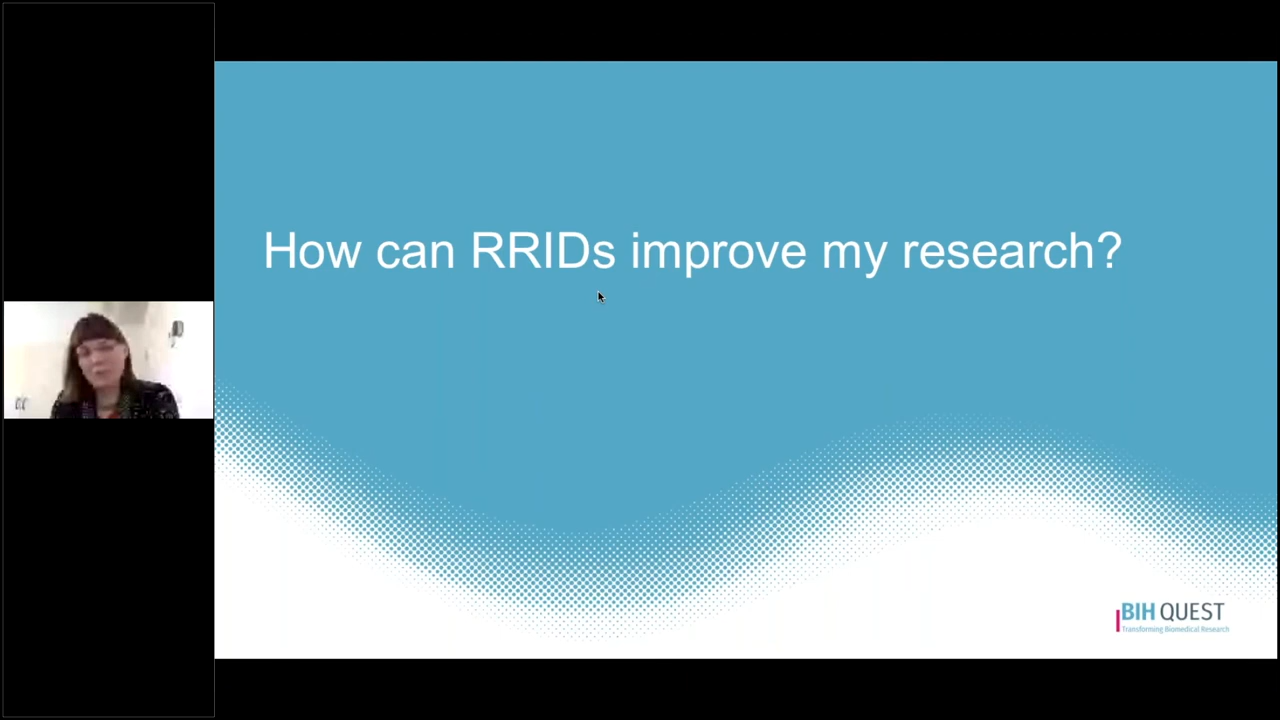 How can RRIDs improve my research?
BIH QUEST
Transforming Biomedical Research